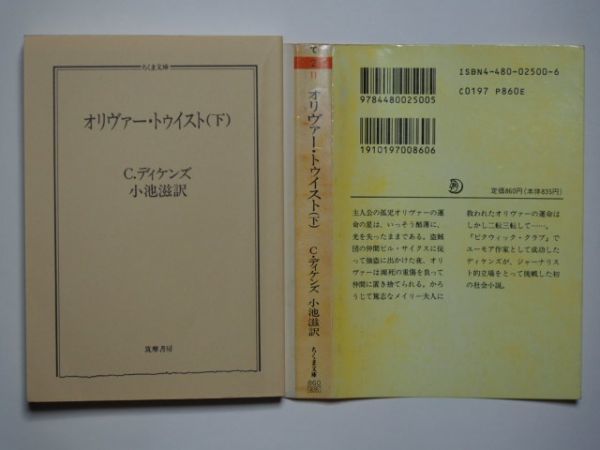 ちくま文庫
オリヴァー・トゥイスト(下)
C.ディケンズ
小池滋訳
筑摩書房
て
2
11
オリヴァー・トゥイスト(下)
C・ディケンズ 小池滋訳
ちくま文庫
860
ISBN4-480-02500-6
C0197 P860E
9784480025005
1910197008606
定価860円(本体835円)
主人公の孤児オリヴァーの運
命の星は、いっそう酷薄に、
光を失ったままである。盗賊
団の仲間ビル・サイクスに従
って強盗に出かけた夜、オリ
ヴァーは瀕死の重傷を負って
仲間に置き捨てられる。かろ
うじて篤志なメイリー夫人に
救われたオリヴァーの運命は
しかし二転三転して……。
『ピクウィック・クラブ』で
ユーモア作家として成功した
ディケンズが、ジャーナリス
ト的立場をとって挑戦した初
の社会小説。